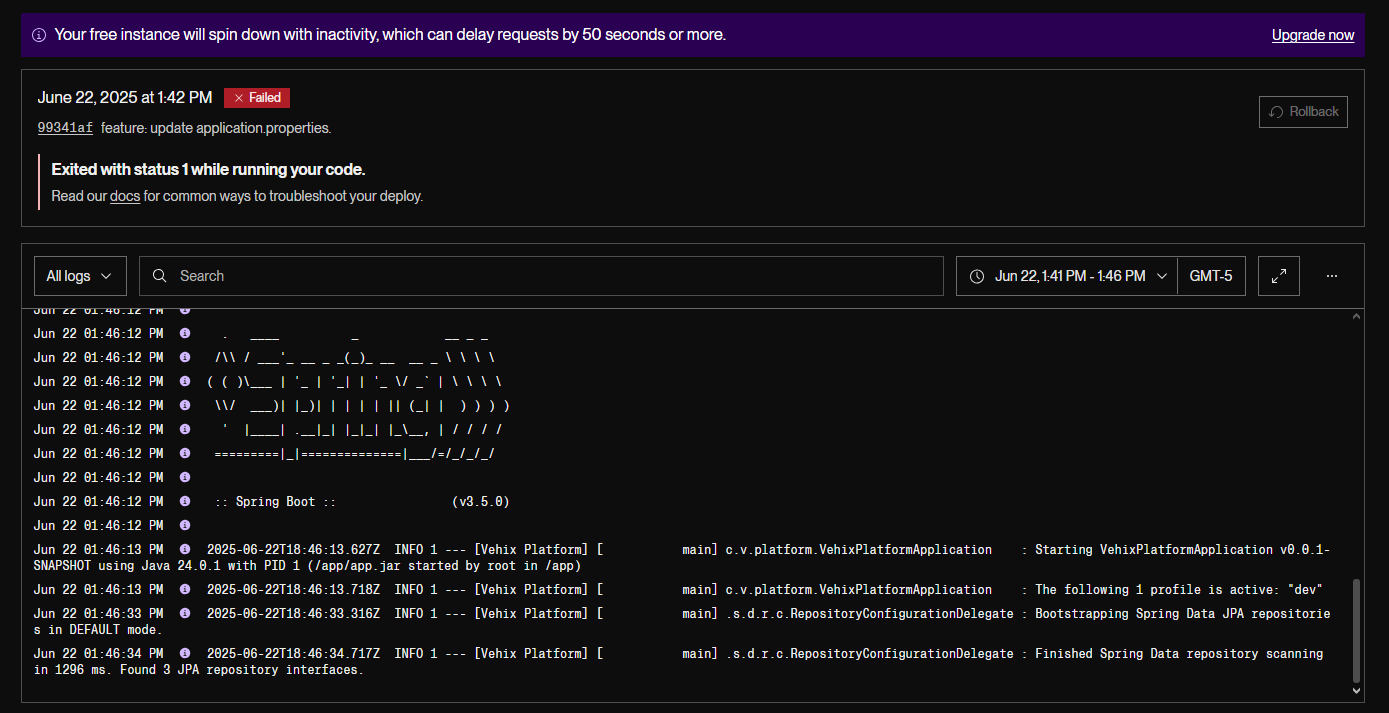 Your free instance will spin down with inactivity, which can delay requests by 50 seconds or more.
Upgrade now
June 22, 2025 at 1:42 PM
Failed
Rollback
99341af feature: update application.properties.
Exited with status 1 while running your code.
Read our docs for common ways to troubleshoot your deploy.
All logs
Search
Jun 22, 1:41 PM - 1:46 PM
GMT-5
Jun 22 01:46:12 PM
Jun 22 01:46:12 PM   .   ____          _            __ _ _
Jun 22 01:46:12 PM  /\\ / ___'_ __ _ _(_)_ __  __ _ \ \ \ \
Jun 22 01:46:12 PM ( ( )\___ | '_ | '_| | '_ \/ _` | \ \ \ \
Jun 22 01:46:12 PM  \\/  ___)| |_)| | | | | || (_| |  ) ) ) )
Jun 22 01:46:12 PM   '  |____| .__|_| |_|_| |_\__, | / / / /
Jun 22 01:46:12 PM  =========|_|==============|___/=/_/_/_/
Jun 22 01:46:12 PM
Jun 22 01:46:12 PM  :: Spring Boot ::                (v3.5.0)
Jun 22 01:46:12 PM
Jun 22 01:46:13 PM 2025-06-22T18:46:13.627Z  INFO 1 --- [Vehix Platform] [           main] c.v.platform.VehixPlatformApplication    : Starting VehixPlatformApplication v0.0.1-
SNAPSHOT using Java 24.0.1 with PID 1 (/app/app.jar started by root in /app)
Jun 22 01:46:13 PM 2025-06-22T18:46:13.718Z  INFO 1 --- [Vehix Platform] [           main] c.v.platform.VehixPlatformApplication    : The following 1 profile is active: "dev"
Jun 22 01:46:33 PM 2025-06-22T18:46:33.316Z  INFO 1 --- [Vehix Platform] [           main] .s.d.r.c.RepositoryConfigurationDelegate : Bootstrapping Spring Data JPA repositorie
s in DEFAULT mode.
Jun 22 01:46:34 PM 2025-06-22T18:46:34.717Z  INFO 1 --- [Vehix Platform] [           main] .s.d.r.c.RepositoryConfigurationDelegate : Finished Spring Data repository scanning
in 1296 ms. Found 3 JPA repository interfaces.